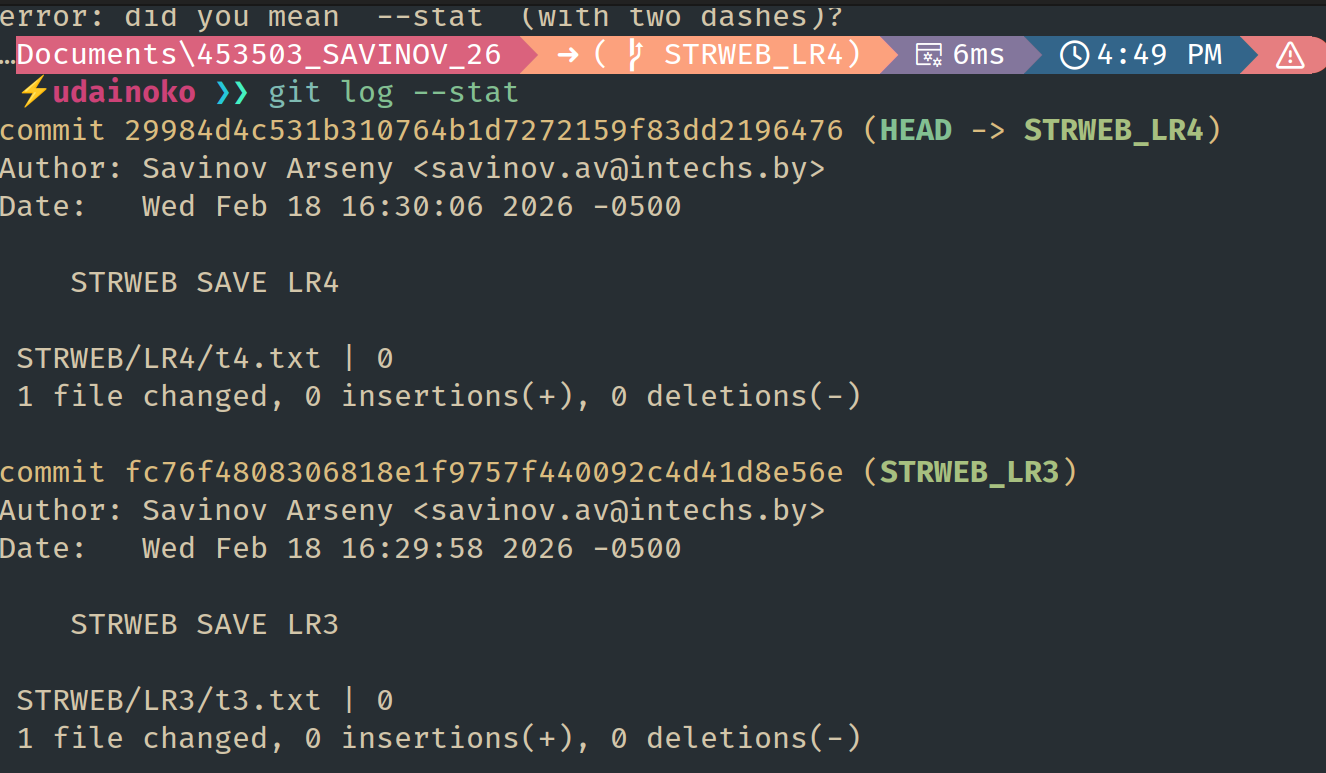 error: did you mean --stat (with two dashes)?
…Documents\453503_SAVINOV_26 ➜ ( STRWEB_LR4) 6ms 4:49 PM
⚡udainoko ❯❯ git log --stat
commit 29984d4c531b310764b1d7272159f83dd2196476 (HEAD -> STRWEB_LR4)
Author: Savinov Arseny <savinov.av@intechs.by>
Date: Wed Feb 18 16:30:06 2026 -0500
STRWEB SAVE LR4
STRWEB/LR4/t4.txt | 0
1 file changed, 0 insertions(+), 0 deletions(-)
commit fc76f4808306818e1f9757f440092c4d41d8e56e (STRWEB_LR3)
Author: Savinov Arseny <savinov.av@intechs.by>
Date: Wed Feb 18 16:29:58 2026 -0500
STRWEB SAVE LR3
STRWEB/LR3/t3.txt | 0
1 file changed, 0 insertions(+), 0 deletions(-)